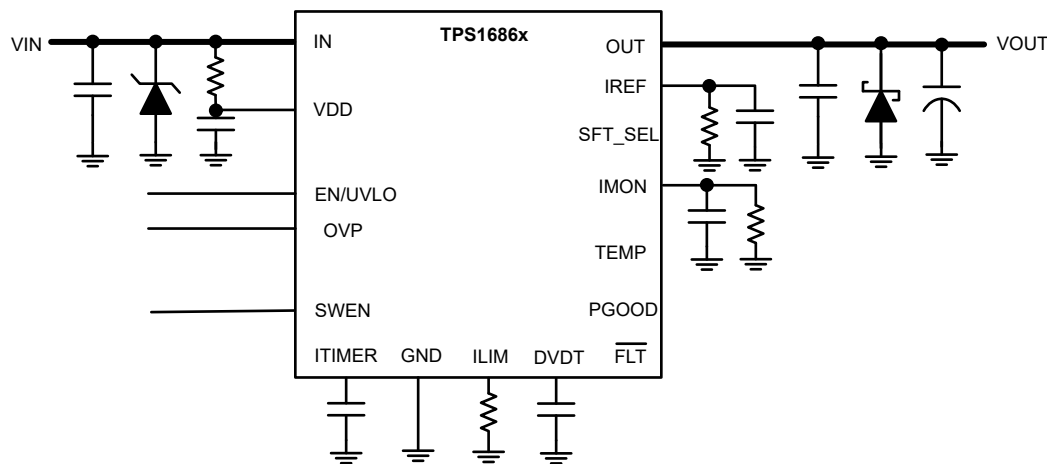 TPS1686x
VIN
IN
OUT
VOUT
IREF
VDD
SFT_SEL
EN/UVLO
IMON
OVP
TEMP
SWEN
PGOOD
ITIMER GND ILIM DVDT FLT